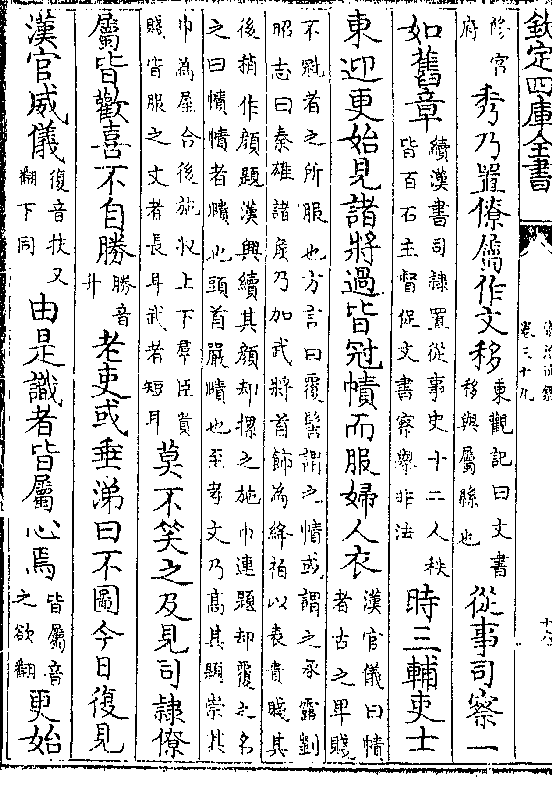 欽定四庫全書
資治通鑑
卷三十九
修宮
府
秀乃置僚屬作文移
東觀記曰文書
移與屬縣也
從事司察一
如舊章
續漢書司隸置從事史十二人秩
皆百石主督促文書察舉非法
時三輔吏士
東迎更始見諸將過皆冠幘而服婦人衣
漢官儀曰幘
者古之卑賤
不冠者之所服也方言曰覆髻謂之幘或謂之承露劉
昭志曰秦雄諸侯乃加武將首飾為絳袙以表貴賤其
後稍作顔題漢興續其顔却摞之施巾連題却覆之名
之曰幘幘者賾也頭首嚴賾也至孝文乃高其顔崇其
巾為屋合後施收上下羣臣貴
賤皆服之文者長耳武者短耳
莫不笑之及見司隸僚
屬皆歡喜不自勝
勝音
升
老吏或垂涕曰不圖今日復見
漢官威儀
復音扶又
翻下同
由是識者皆屬心焉
皆屬音
之欲翻
更始